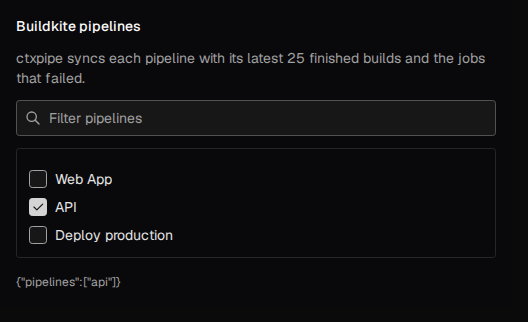 Buildkite pipelines
ctxpipe syncs each pipeline with its latest 25 finished builds and the jobs
that failed.
Filter pipelines
Web App
API
Deploy production
{"pipelines":["api"]}